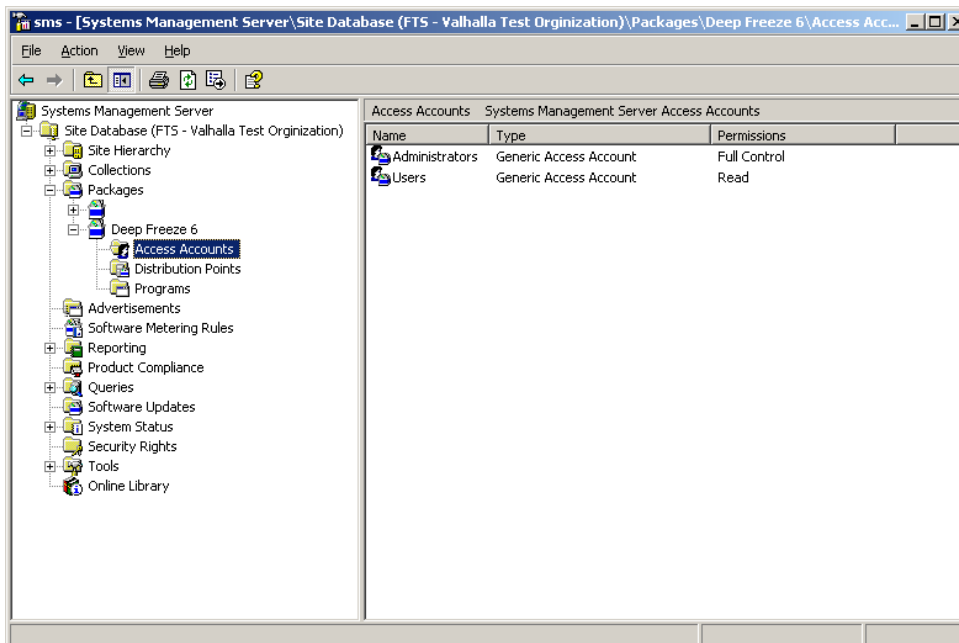 sms - [Systems Management Server\Site Database (FTS - Valhalla Test Orginization)\Packages\Deep Freeze 6\Access Acc...
File Action View Help
Systems Management Server
Site Database (FTS - Valhalla Test Orginization)
Site Hierarchy
Collections
Packages
Deep Freeze 6
Access Accounts
Distribution Points
Programs
Advertisements
Software Metering Rules
Reporting
Product Compliance
Queries
Software Updates
System Status
Security Rights
Tools
Online Library
Access Accounts Systems Management Server Access Accounts
Name Type Permissions
Administrators Generic Access Account Full Control
Users Generic Access Account Read